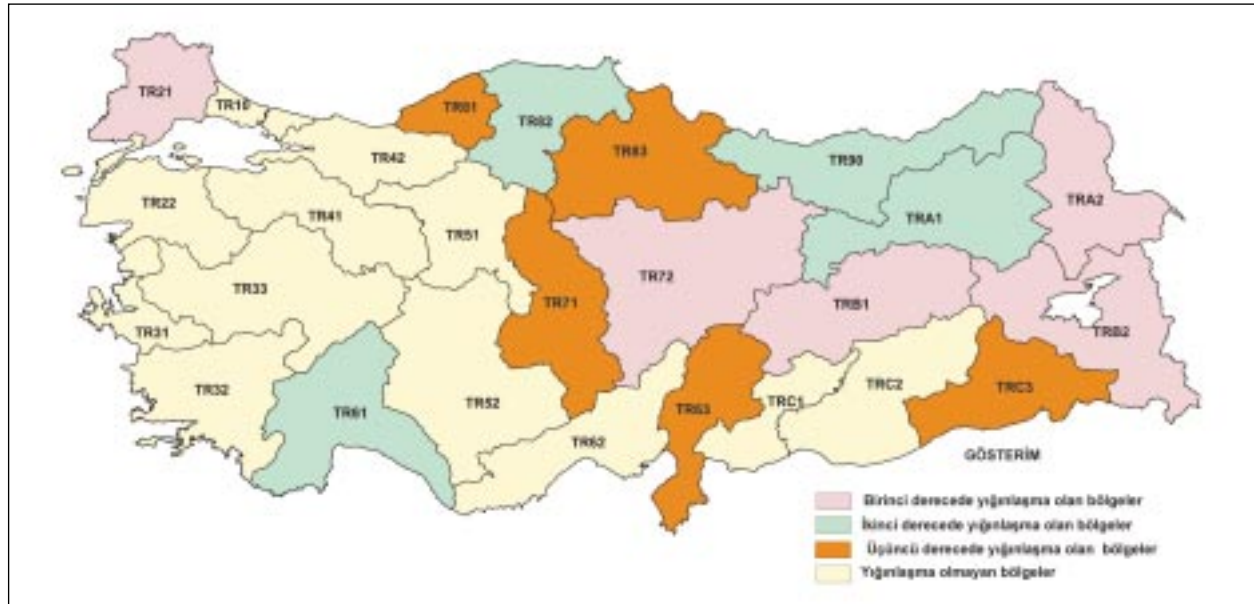 TR21
TR10
TR81
TR82
TR42
TR83
TR90
TRA2
TR22
TR41
TRA1
TR51
TR33
TR72
TR71
TRB1
TRB2
TR31
TR32
TRC2
TRC3
TR61
TR52
TR63
TRC1
TR62
GÖSTERİM
Birinci derecede yığınlaşma olan bölgeler
İkinci derecede yığınlaşma olan bölgeler
Üçüncü derecede yığınlaşma olan bölgeler
Yığınlaşma olmayan bölgeler